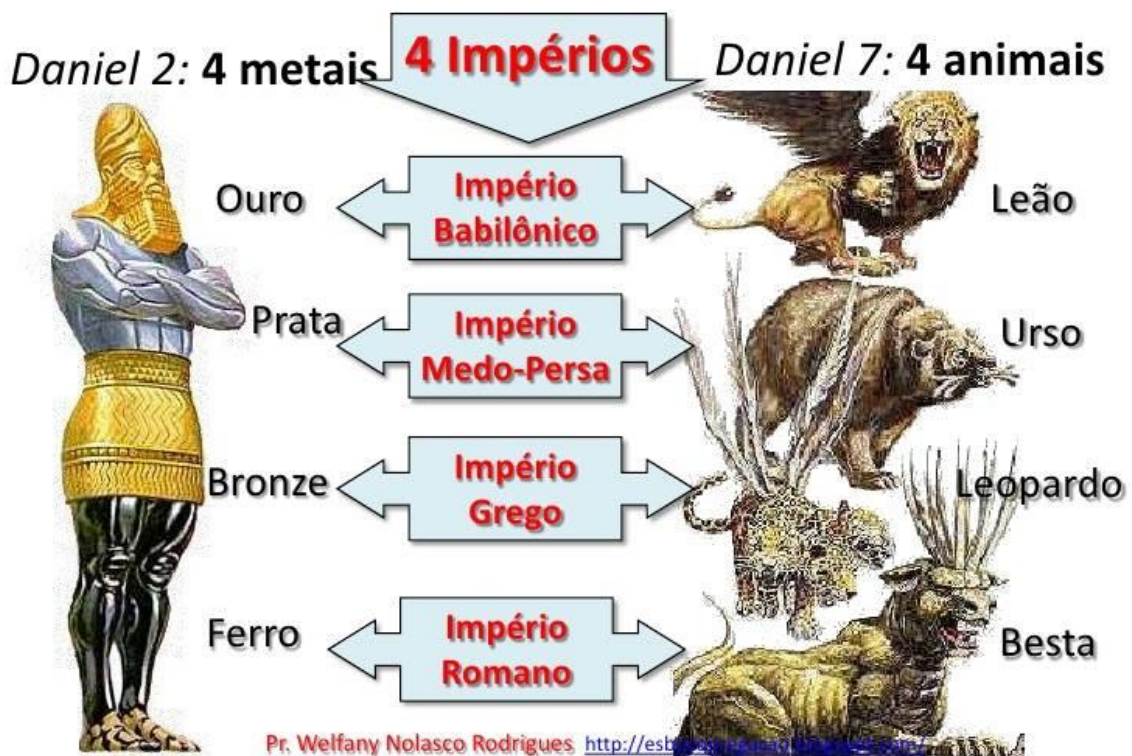 Daniel 2: 4 metais
4 Impérios
Daniel 7: 4 animais
Ouro
Império
Babilônico
Leão
Prata
Império
Medo-Persa
Urso
Bronze
Império
Grego
Leopardo
Ferro
Império
Romano
Besta
Pr. Welfany Nolasco Rodrigues